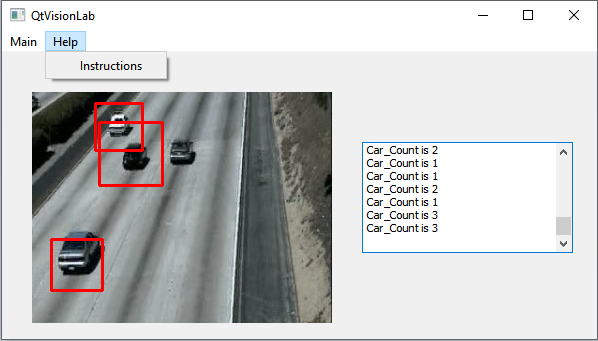 QtVisionLab
Main Help
Instructions
Car_Count is 2
Car_Count is 1
Car_Count is 1
Car_Count is 2
Car_Count is 1
Car_Count is 3
Car_Count is 3